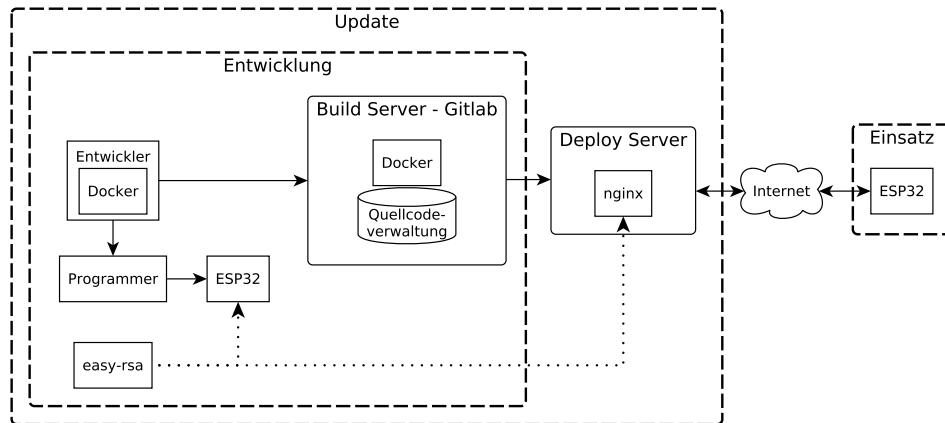 Update
Entwicklung
Build Server - Gitlab
Deploy Server
Einsatz
Entwickler
Docker
Docker
Quellcode-
verwaltung
nginx
Internet
ESP32
Programmer
ESP32
easy-rsa